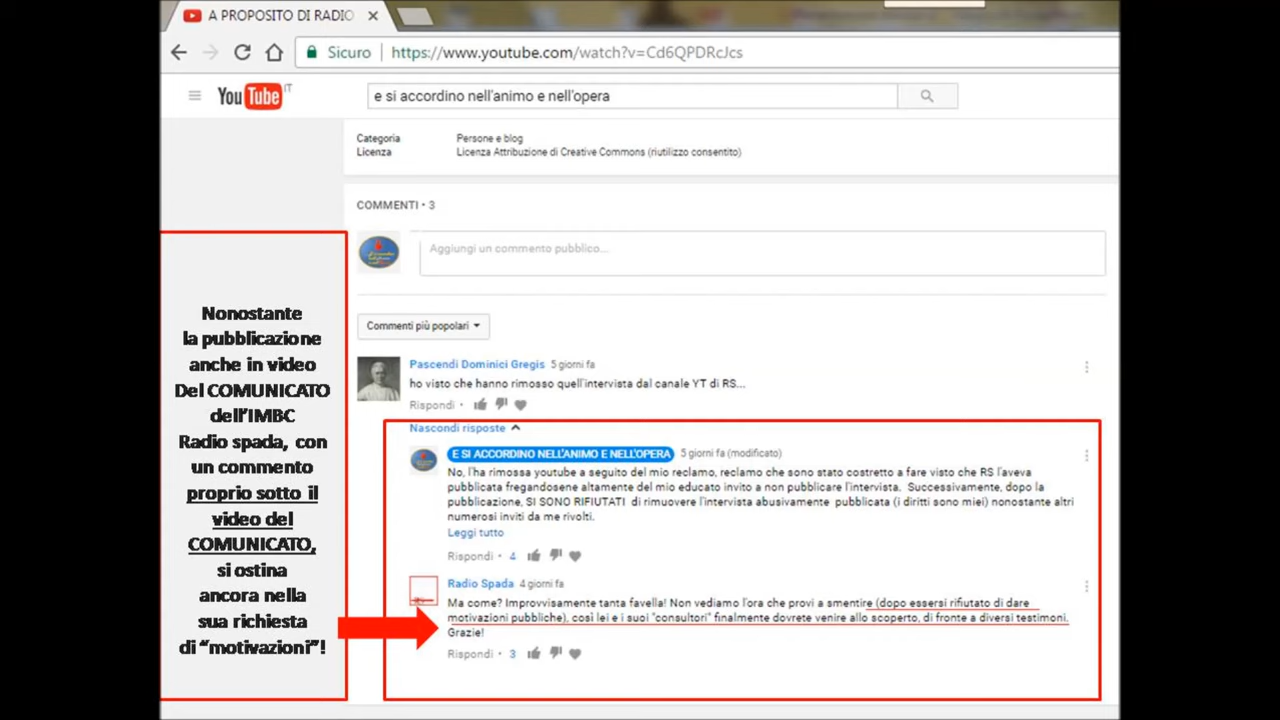 A PROPOSITO DI RADIO
Sicuro https://www.youtube.com/watch?v=Cd6QPDRcJcs
YouTube IT
e si accordino nell'animo e nell'opera
Categoria Persone e blog
Licenza Licenza Attribuzione di Creative Commons (riutilizzo consentito)
COMMENTI • 3
Aggiungi un commento pubblico...
Commenti più popolari
Pascendi Dominici Gregis 5 giorni fa
ho visto che hanno rimosso quell'intervista dal canale YT di RS...
Rispondi •
Nascondi risposte
E SI ACCORDINO NELL'ANIMO E NELL'OPERA 5 giorni fa (modificato)
No, l'ha rimossa youtube a seguito del mio reclamo, reclamo che sono stato costretto a fare visto che RS l'aveva
pubblicata fregandosene altamente del mio educato invito a non pubblicare l'intervista. Successivamente, dopo la
pubblicazione, SI SONO RIFIUTATI di rimuovere l'intervista abusivamente pubblicata (i diritti sono miei) nonostante altri
numerosi inviti da me rivolti.
Leggi tutto
Rispondi • 4
Radio Spada 4 giorni fa
Ma come? Improvvisamente tanta favella! Non vediamo l'ora che provi a smentire (dopo essersi rifiutato di dare
motivazioni pubbliche), così lei e i suoi "consultori" finalmente dovrete venire allo scoperto, di fronte a diversi testimoni.
Grazie!
Rispondi • 3
Nonostante
la pubblicazione
anche in video
Del COMUNICATO
dell'IMBC
Radio spada, con
un commento
proprio sotto il
video del
COMUNICATO,
si ostina
ancora nella
sua richiesta
di "motivazioni"!